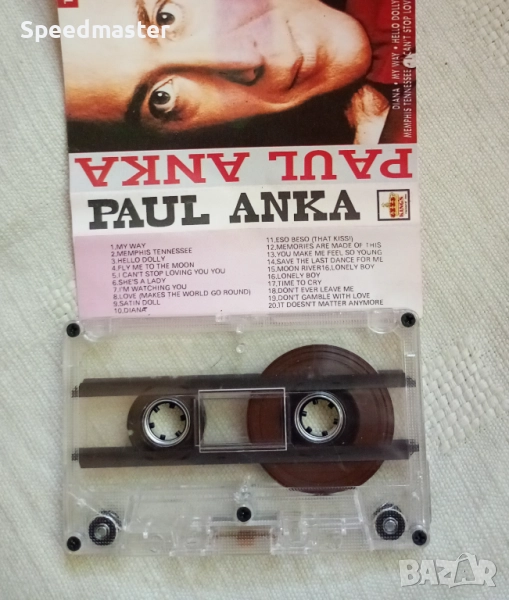 Speedmaster
DIANA • MY WAY • HELLO DOLLY
MEMPHIS TENNESSEE • I CAN'T STOP LOV
PAUL ANKA
PAUL ANKA
1.MY WAY
2.MEMPHIS TENNESSEE
3.HELLO DOLLY
4.FLY ME TO THE MOON
5.I CAN'T STOP LOVING YOU YOU
6.SHE'S A LADY
7.I'M WATCHING YOU
8.LOVE (MAKES THE WORLD GO ROUND)
9.SATIN DOLL
10.DIANA
11.ESO BESO (THAT KISS!)
12.MEMORIES ARE MADE OF THIS
13.YOU MAKE ME FEEL SO YOUNG
14.SAVE THE LAST DANCE FOR ME
15.MOON RIVER16.LONELY BOY
16.LONELY BOY
17.TIME TO CRY
18.DON'T EVER LEAVE ME
19.DON'T GAMBLE WITH LOVE
20.IT DOESN'T MATTER ANYMORE
BAZAR